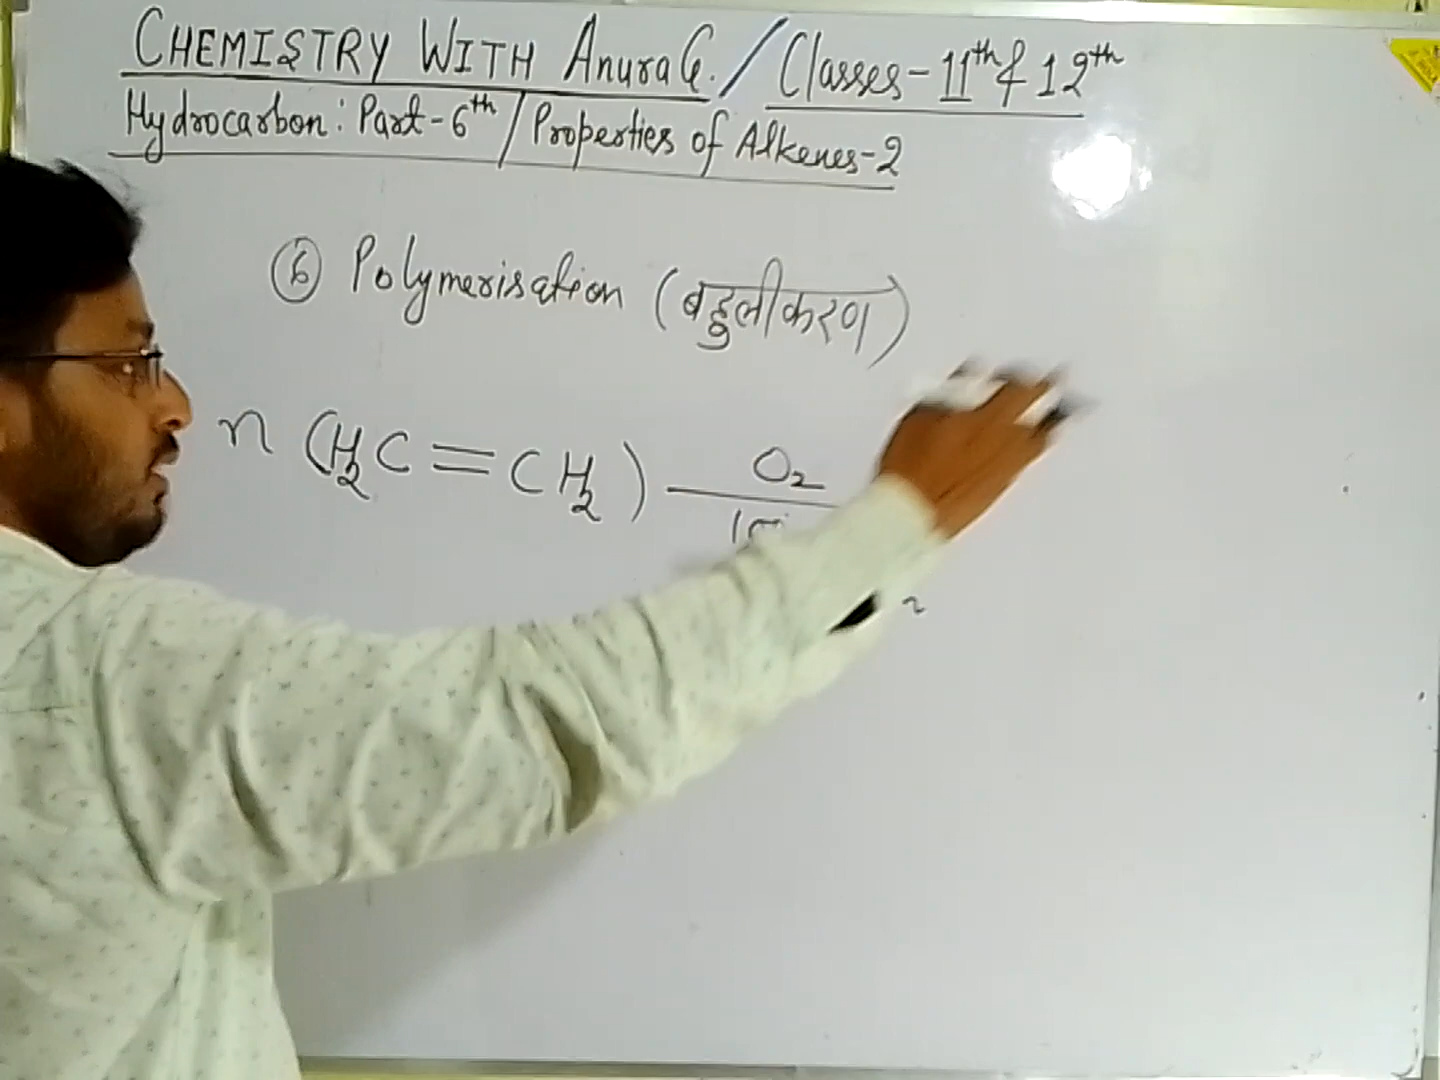 CHEMISTRY WITH AnuraG. / Classes-11th & 12th
Hydrocarbon: Part-6th / Properties of Alkenes-2
⑥ Polymerisation (बहुलीकरण)
n (H₂C=CH₂) O₂